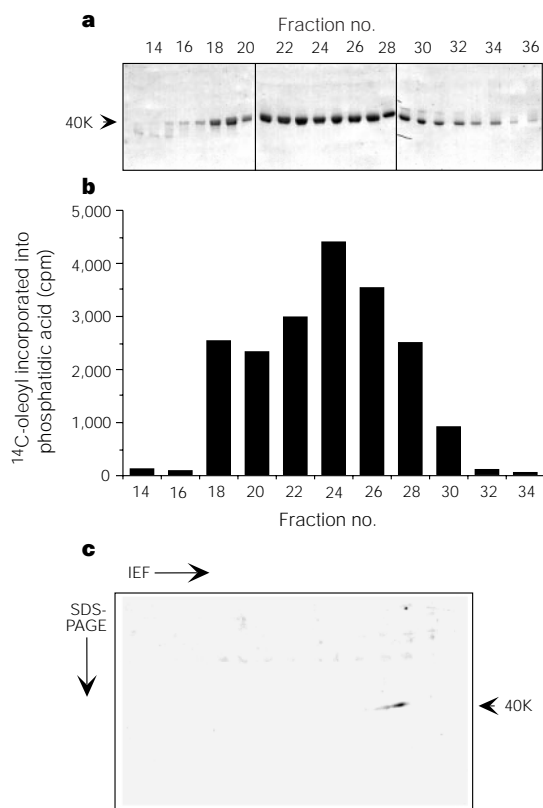 a
Fraction no.
14 16 18 20 22 24 26 28 30 32 34 36
40K
b
14C-oleoyl incorporated into
phosphatidic acid (cpm)
5,000
4,000
3,000
2,000
1,000
0
14 16 18 20 22 24 26 28 30 32 34
Fraction no.
c
IEF
SDS-
PAGE
40K